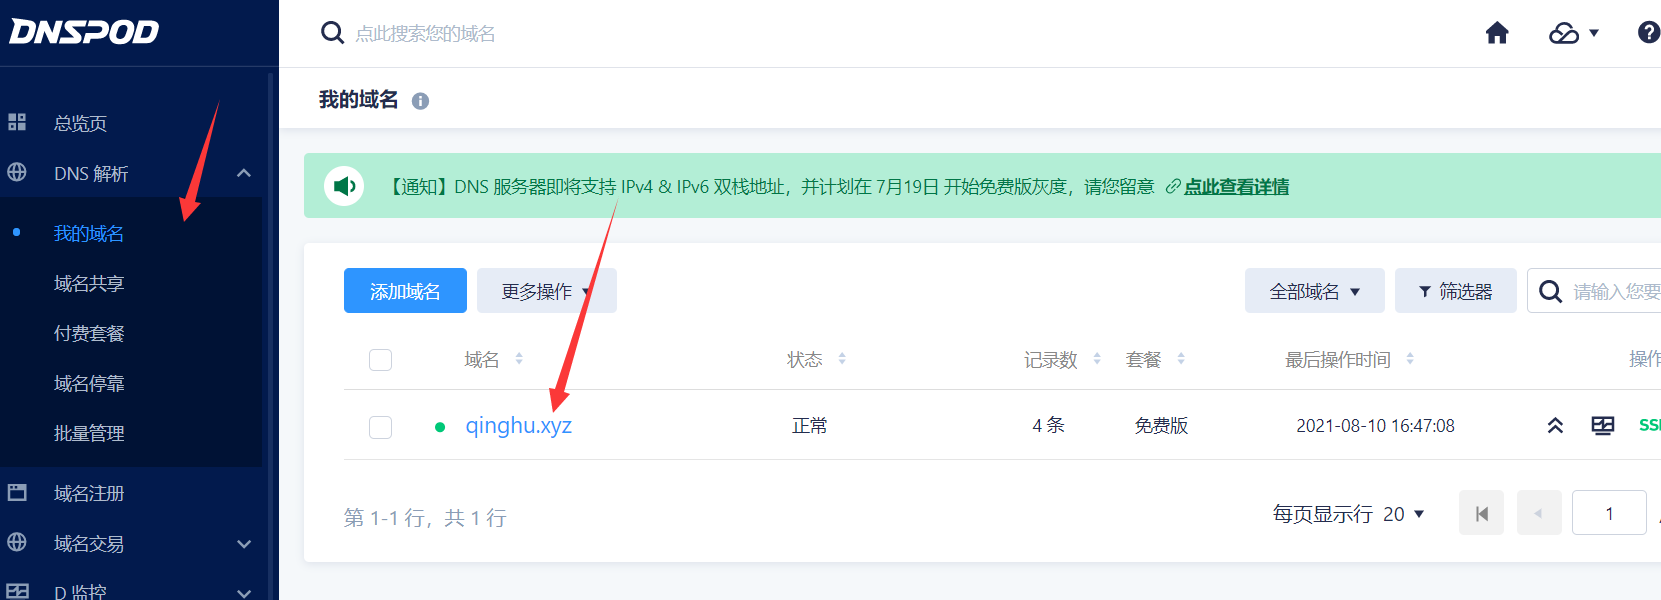 DNSPOD
点此搜索您的域名
总览页
DNS 解析
我的域名
域名共享
付费套餐
域名停靠
批量管理
域名注册
域名交易
D 监控
我的域名
【通知】DNS 服务器即将支持 IPv4 & IPv6 双栈地址，并计划在 7月19日 开始免费版灰度，请您留意 点此查看详情
添加域名 更多操作 全部域名 筛选器 请输入您要
域名 状态 记录数 套餐 最后操作时间 操作
qinghu.xyz 正常 4 条 免费版 2021-08-10 16:47:08
第 1-1 行，共 1 行 每页显示行 20 1